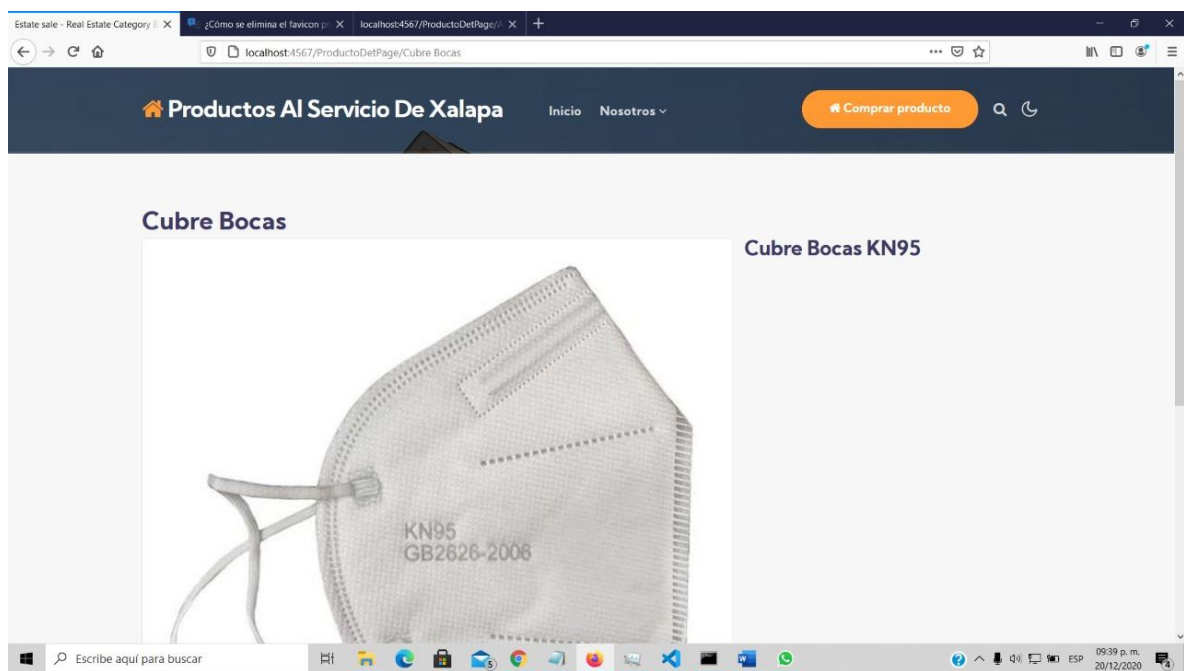 Estate sale - Real Estate Category
¿Cómo se elimina el favicon
localhost:4567/ProductoDetPage/
localhost:4567/ProductoDetPage/Cubre Bocas
Productos Al Servicio De Xalapa
Inicio
Nosotros
Comprar producto
Cubre Bocas
Cubre Bocas KN95
KN95
GB2626-2006
Escribe aquí para buscar
5
W
ESP
09:39 p. m.
20/12/2020
4